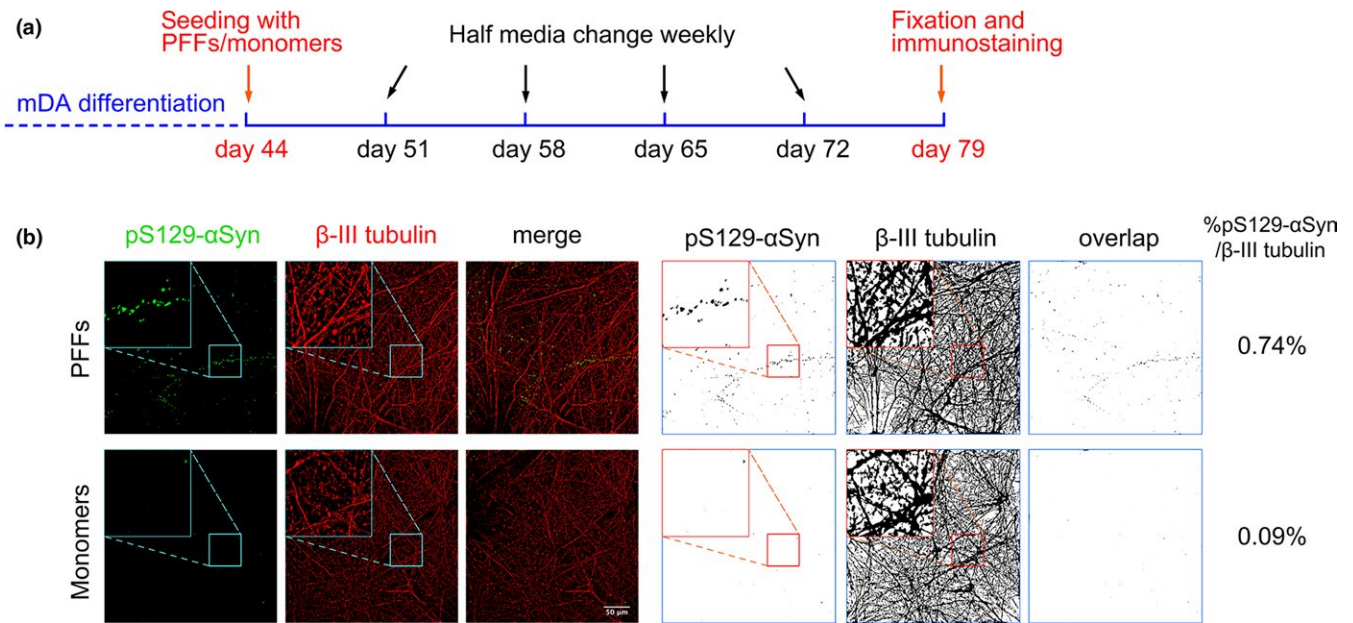 (a)
Seeding with
PFFs/monomers
Half media change weekly
Fixation and
immunostaining
mDA differentiation
day 44
day 51
day 58
day 65
day 72
day 79
(b)
pS129-αSyn
β-III tubulin
merge
pS129-αSyn
β-III tubulin
overlap
%pS129-αSyn
/β-III tubulin
PFFs
0.74%
Monomers
50 µm
0.09%